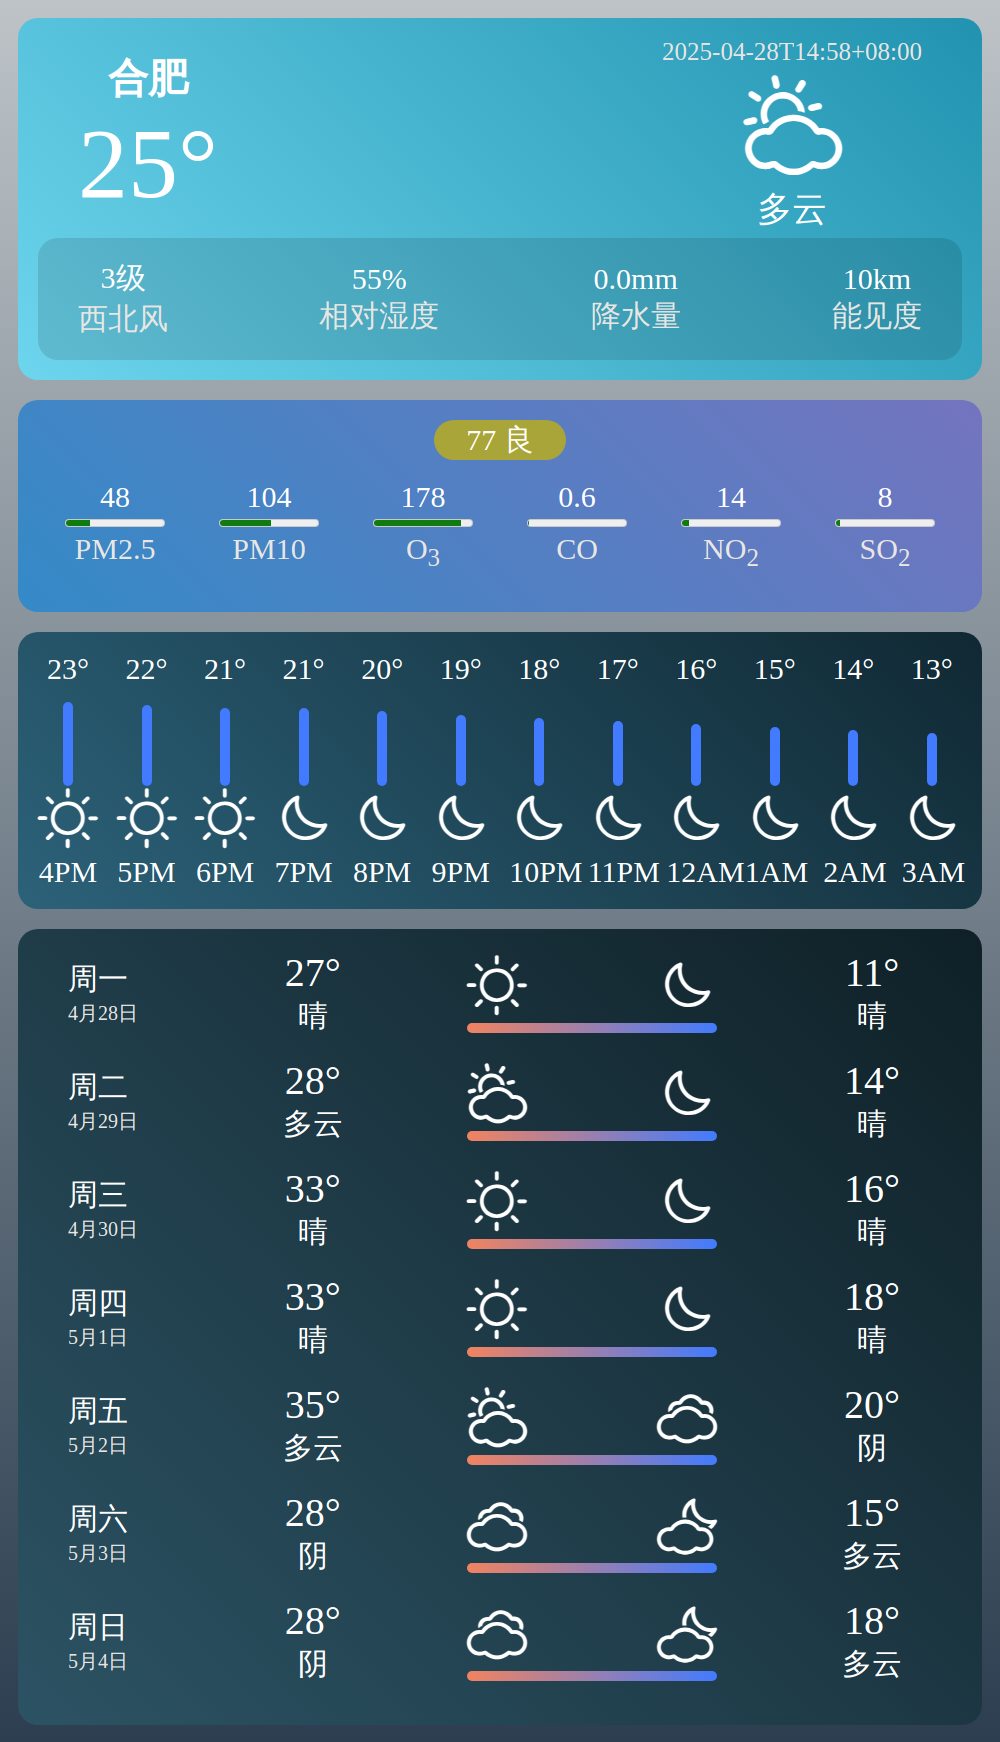 合肥
25°
2025-04-28T14:58+08:00
多云
3级 55% 0.0mm 10km
西北风 相对湿度 降水量 能见度
77 良
48 104 178 0.6 14 8
PM2.5 PM10 O3 CO NO2 SO2
23° 22° 21° 21° 20° 19° 18° 17° 16° 15° 14° 13°
4PM 5PM 6PM 7PM 8PM 9PM 10PM 11PM 12AM 1AM 2AM 3AM
周一 27° 11°
4月28日 晴 晴
周二 28° 14°
4月29日 多云 晴
周三 33° 16°
4月30日 晴 晴
周四 33° 18°
5月1日 晴 晴
周五 35° 20°
5月2日 多云 阴
周六 28° 15°
5月3日 阴 多云
周日 28° 18°
5月4日 阴 多云